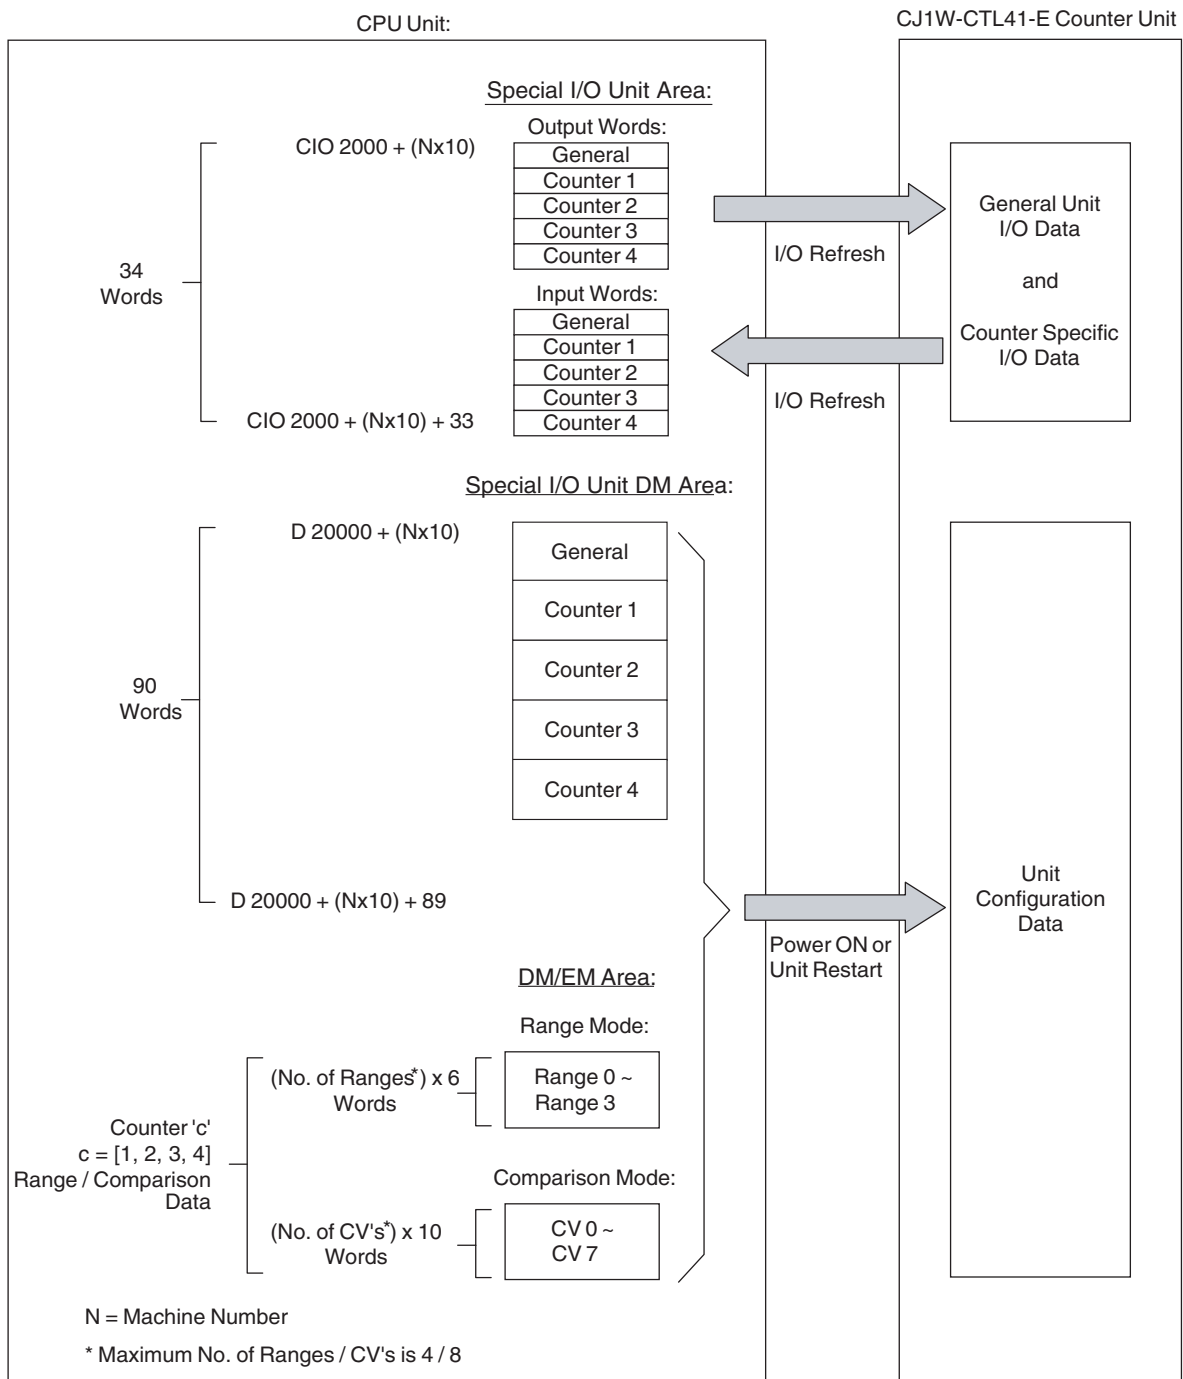 CPU Unit:
CJ1W-CTL41-E Counter Unit
Special I/O Unit Area:
Output Words:
CIO 2000 + (Nx10)
General
Counter 1
Counter 2
Counter 3
Counter 4
I/O Refresh
34
Words
Input Words:
General
Counter 1
Counter 2
Counter 3
Counter 4
I/O Refresh
CIO 2000 + (Nx10) + 33
General Unit
I/O Data
and
Counter Specific
I/O Data
Special I/O Unit DM Area:
D 20000 + (Nx10)
General
Counter 1
Counter 2
Counter 3
Counter 4
90
Words
D 20000 + (Nx10) + 89
Power ON or
Unit Restart
Unit
Configuration
Data
DM/EM Area:
Range Mode:
(No. of Ranges*) x 6
Words
Range 0 ~
Range 3
Counter 'c'
c = [1, 2, 3, 4]
Range / Comparison
Data
Comparison Mode:
(No. of CV's*) x 10
Words
CV 0 ~
CV 7
N = Machine Number
* Maximum No. of Ranges / CV's is 4 / 8